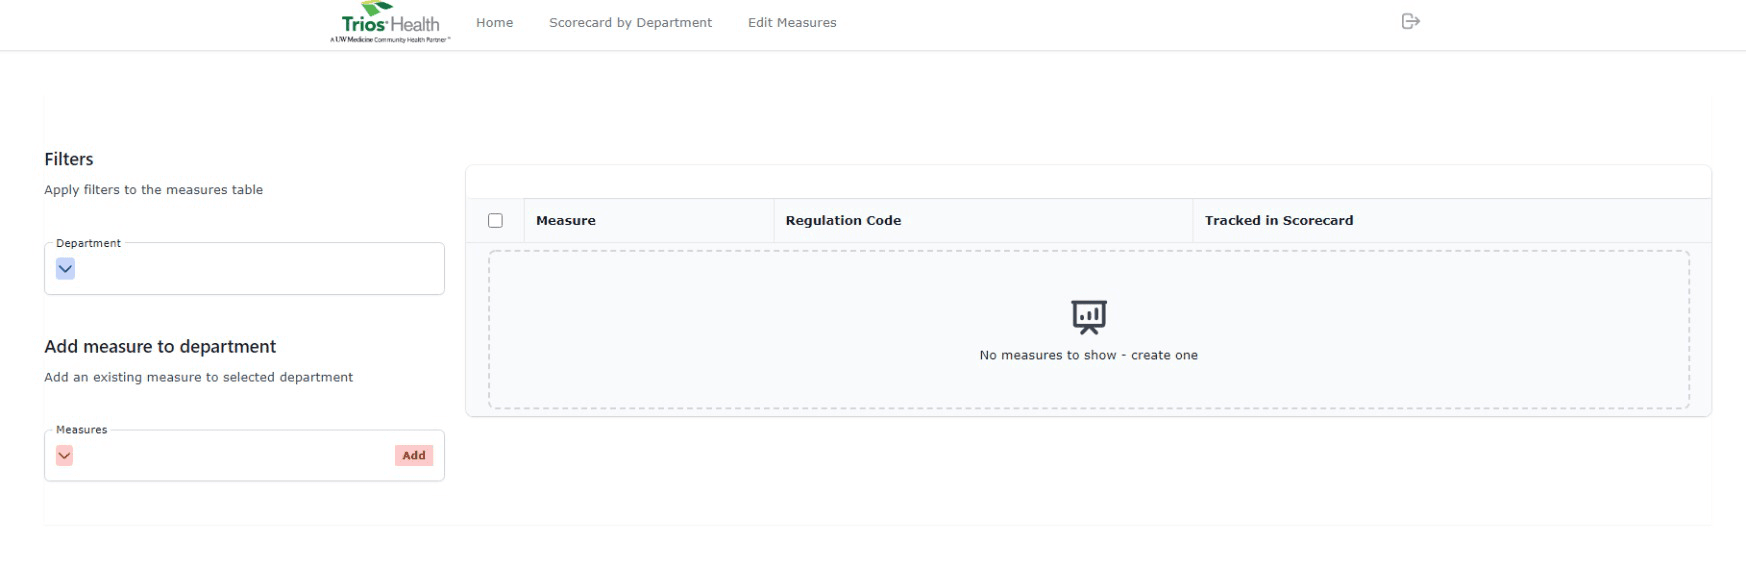 Trios Health
A UW Medicine Community Health Partner™
Home
Scorecard by Department
Edit Measures
Filters
Apply filters to the measures table
Department
Add measure to department
Add an existing measure to selected department
Measures
Add
Measure
Regulation Code
Tracked in Scorecard
No measures to show - create one